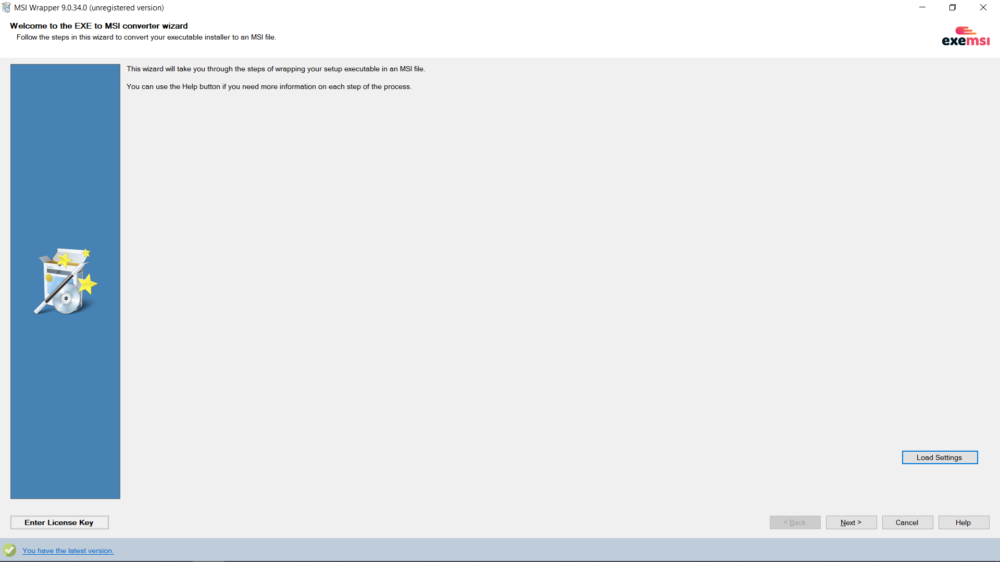 MSI Wrapper 9.0.34.0 (unregistered version)
Welcome to the EXE to MSI converter wizard
Follow the steps in this wizard to convert your executable installer to an MSI file.
exemsi
This wizard will take you through the steps of wrapping your setup executable in an MSI file.
You can use the Help button if you need more information on each step of the process.
Load Settings
Enter License Key
< Back
Next >
Cancel
Help
You have the latest version.